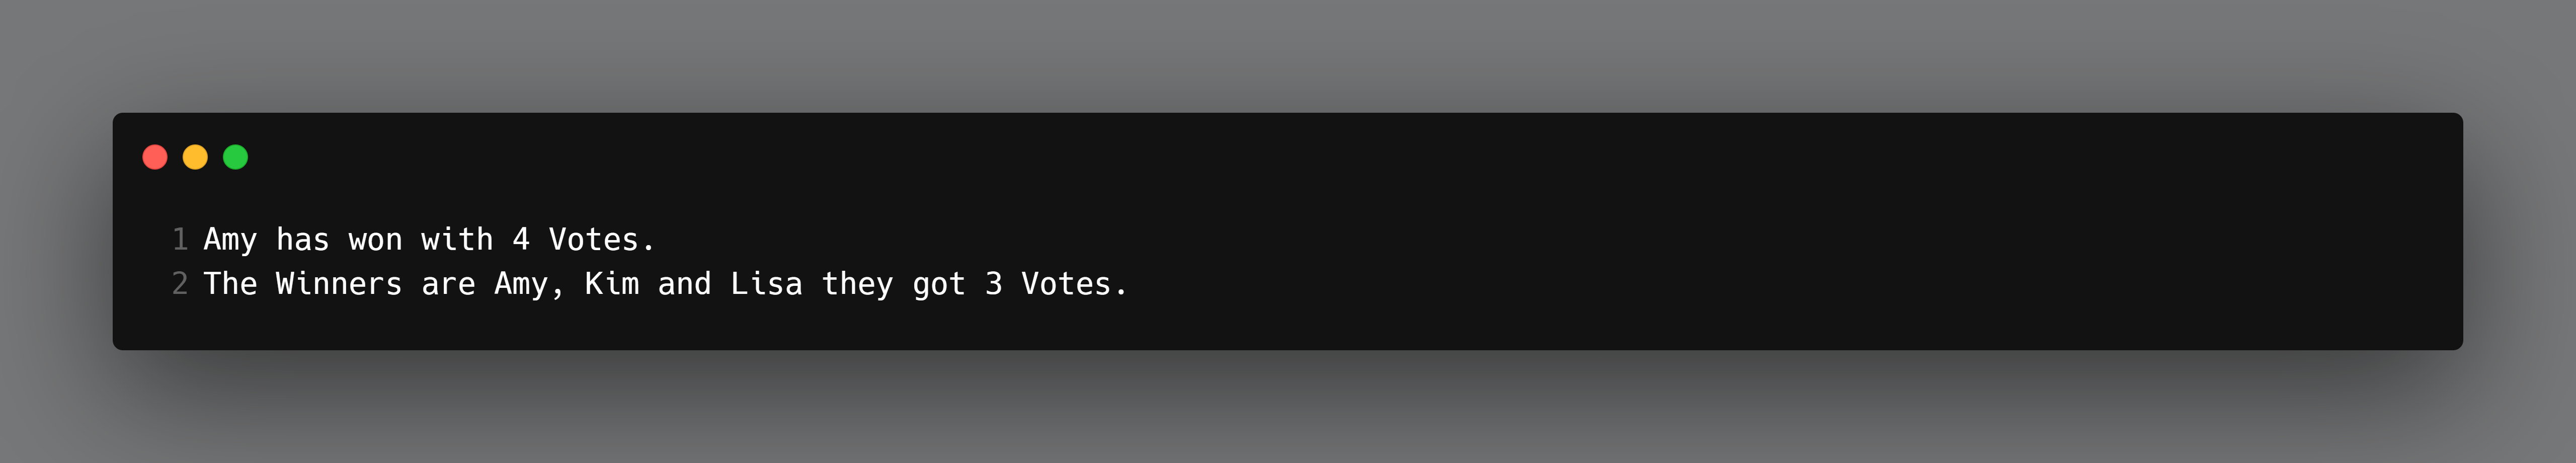 1 Amy has won with 4 Votes.
2 The Winners are Amy, Kim and Lisa they got 3 Votes.